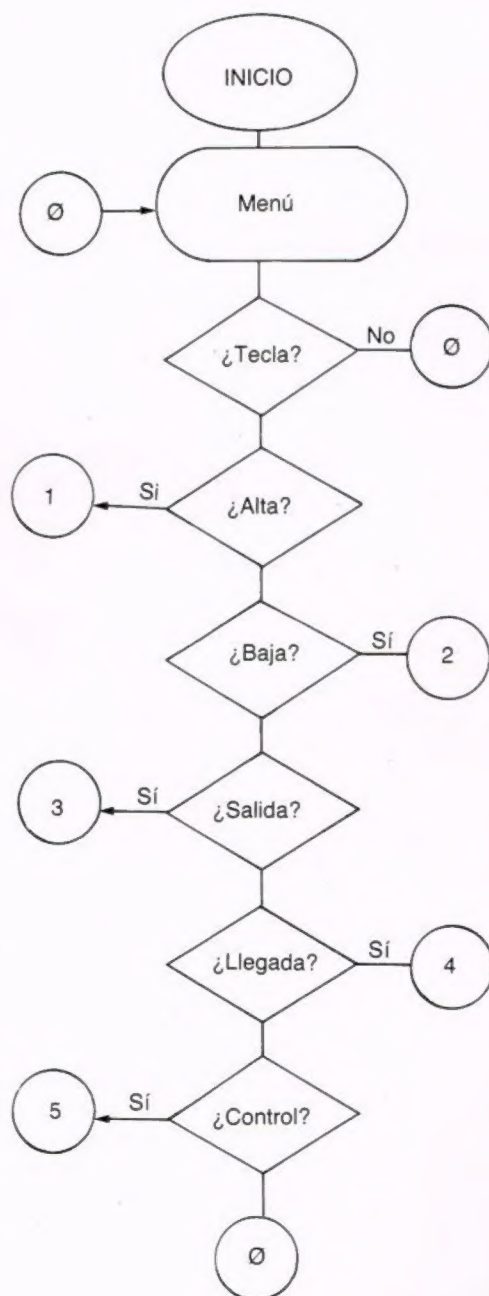 INICIO
Ø
Menú
¿Tecla?
No
Ø
1
Si
¿Alta?
¿Baja?
Sí
2
3
Sí
¿Salida?
¿Llegada?
Sí
4
5
Sí
¿Control?
Ø